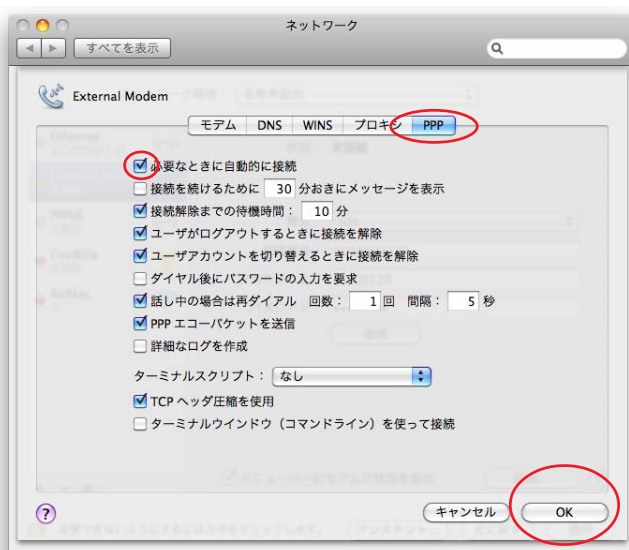 ネットワーク
すべてを表示
External Modem
モデム DNS WINS プロキシ PPP
必要なときに自動的に接続
接続を続けるために 30 分おきにメッセージを表示
接続解除までの待機時間： 10 分
ユーザがログアウトするときに接続を解除
ユーザアカウントを切り替えるときに接続を解除
ダイヤル後にパスワードの入力を要求
話し中の場合は再ダイアル 回数： 1 回 間隔： 5 秒
PPP エコーパケットを送信
詳細なログを作成
ターミナルスクリプト： なし
TCP ヘッダ圧縮を使用
ターミナルウインドウ（コマンドライン）を使って接続
? キャンセル OK